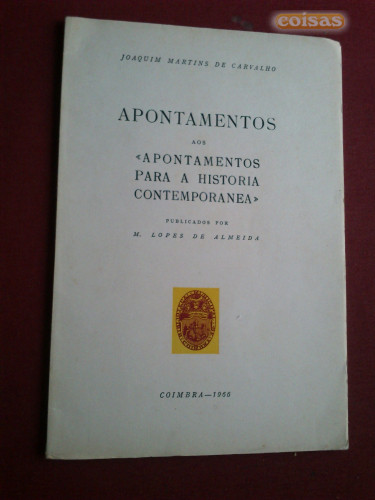 coisas
JOAQUIM MARTINS DE CARVALHO
APONTAMENTOS
AOS
«APONTAMENTOS
PARA A HISTORIA
CONTEMPORANEA»
PUBLICADOS POR
M. LOPES DE ALMEIDA
COIMBRA—1966